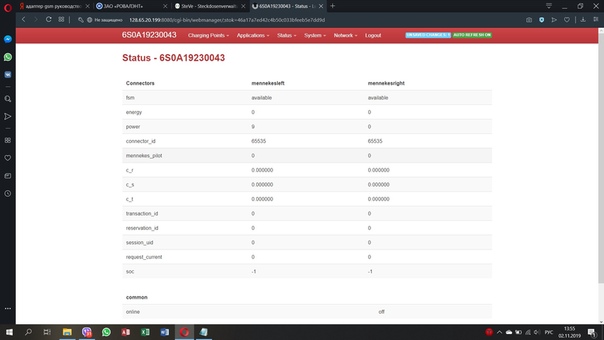 адаптер gsm руководство
ЗАО «РОВАЛЭНТ»
SteVe - Steckdosenverwalt
6S0A19230043 - Status - I
Не защищено 128.65.20.199:8080/cgi-bin/webmanager/
6S0A19230043 Charging Points Applications Status System Network Logout AUTO REFRESH ON
Status - 6S0A19230043
Connectors mennekesleft mennekesright
fsm available available
energy 0 0
power 9 0
connector_id 65535 65535
mennekes_pilot 0 0
c_r 0.000000 0.000000
c_s 0.000000 0.000000
c_t 0.000000 0.000000
transaction_id 0 0
reservation_id 0 0
session_uid 0 0
request_current 0 0
soc -1 -1
common
online off
13:55
РУС
02.11.2019